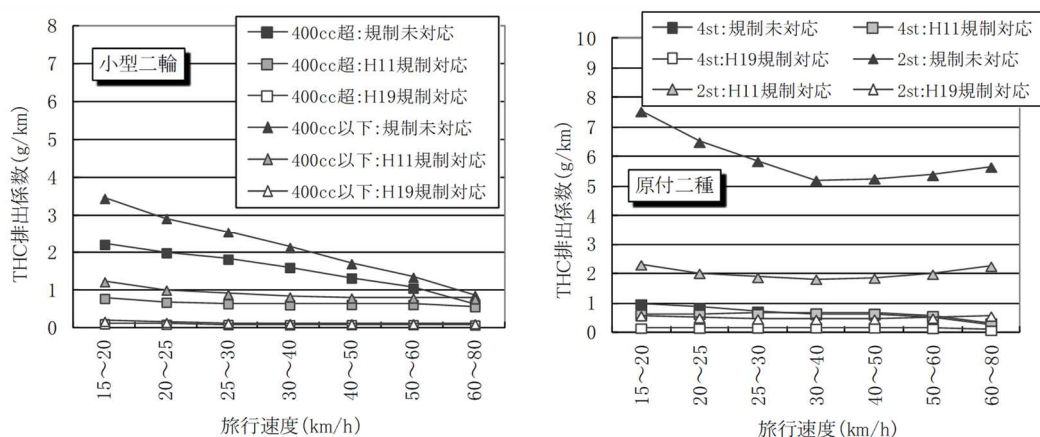 8
7
6
5
4
3
2
1
0
THC排出係数(g/km)
小型二輪
400cc超:規制未対応
400cc超:H11規制対応
400cc超:H19規制対応
400cc以下:規制未対応
400cc以下:H11規制対応
400cc以下:H19規制対応
15～20
20～25
25～30
30～40
40～50
50～60
60～80
旅行速度(km/h)
10
9
8
7
6
5
4
3
2
1
0
THC排出係数(g/km)
4st:規制未対応 4st:H11規制対応
4st:H19規制対応 2st:規制未対応
2st:H11規制対応 2st:H19規制対応
原付二種
15～20
20～25
25～30
30～40
40～50
50～60
60～80
旅行速度(km/h)